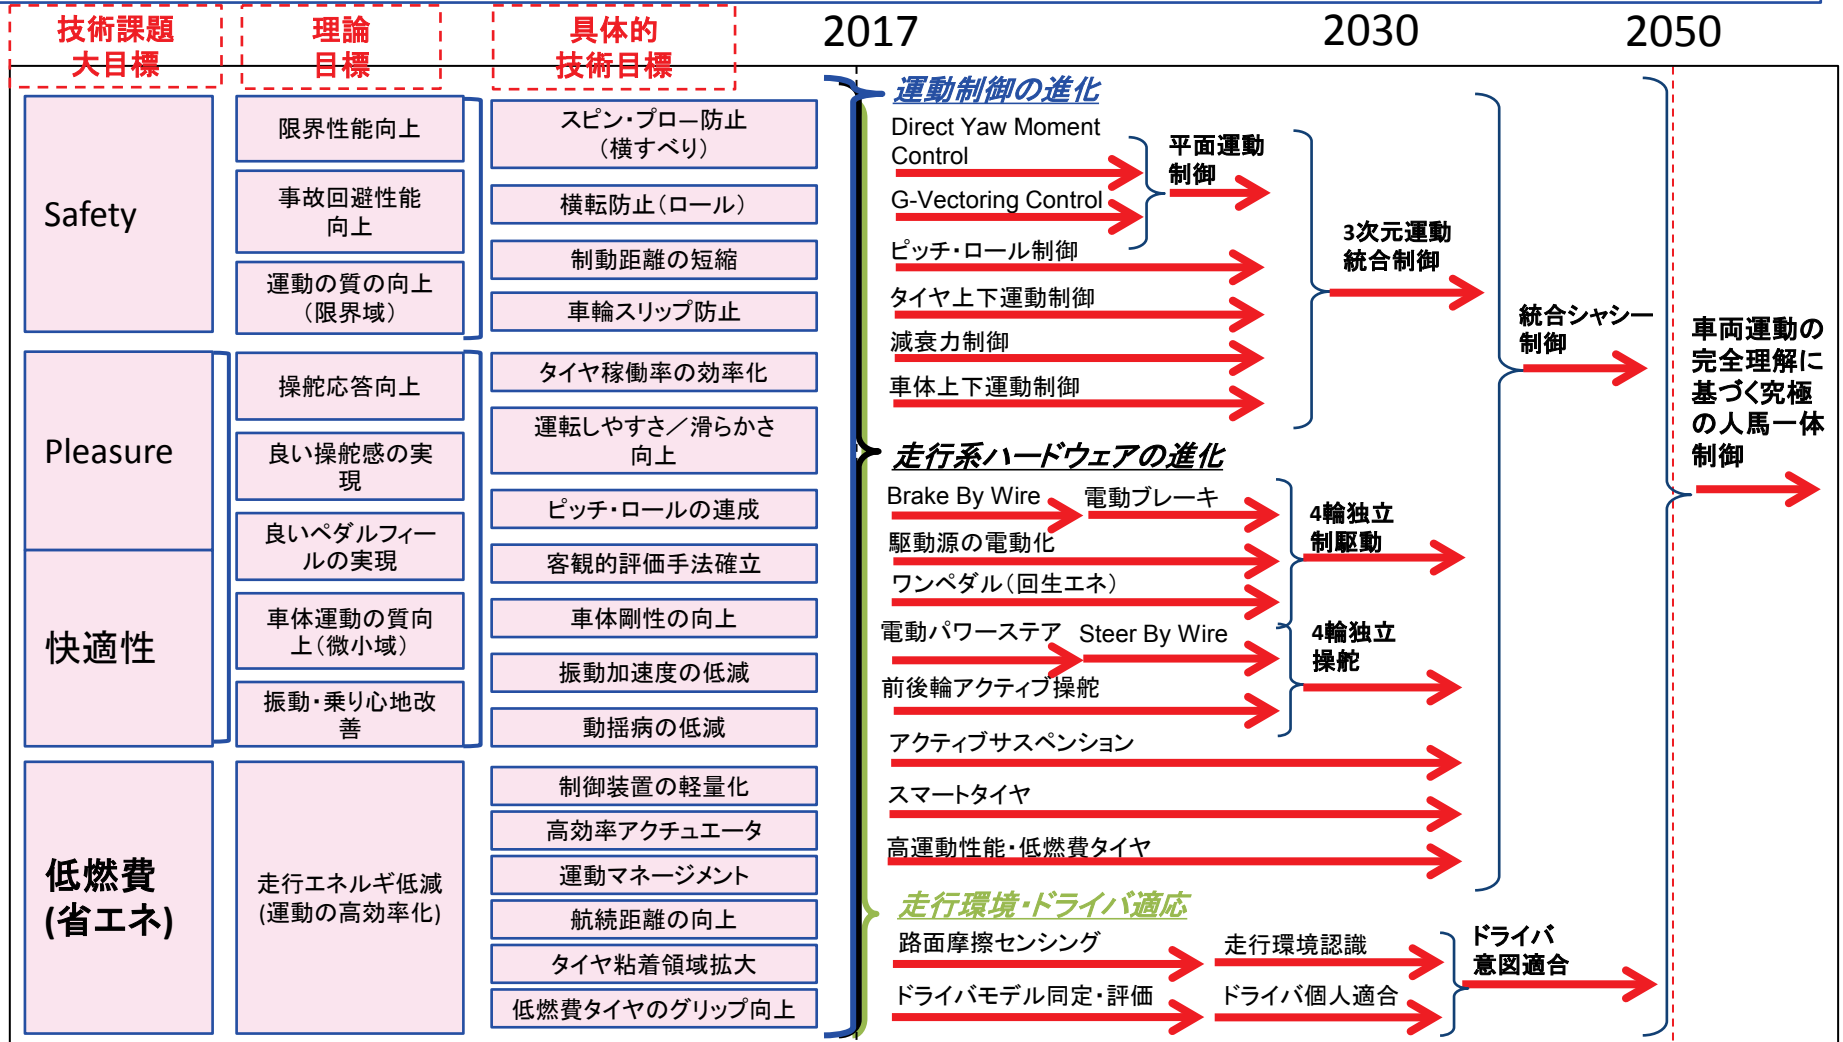 技術課題
大目標
理論
目標
具体的
技術目標
2017
2030
2050
Safety
Pleasure
快適性
低燃費
(省エネ)
限界性能向上
事故回避性能
向上
運動の質の向上
(限界域)
操舵応答向上
良い操舵感の実
現
良いペダルフィー
ルの実現
車体運動の質向
上(微小域)
振動・乗り心地改
善
走行エネルギ低減
(運動の高効率化)
スピン・プロー防止
(横すべり)
横転防止(ロール)
制動距離の短縮
車輪スリップ防止
タイヤ稼働率の効率化
運転しやすさ／滑らかさ
向上
ピッチ・ロールの連成
客観的評価手法確立
車体剛性の向上
振動加速度の低減
動揺病の低減
制御装置の軽量化
高効率アクチュエータ
運動マネージメント
航続距離の向上
タイヤ粘着領域拡大
低燃費タイヤのグリップ向上
運動制御の進化
Direct Yaw Moment
Control
G-Vectoring Control
平面運動
制御
ピッチ・ロール制御
タイヤ上下運動制御
減衰力制御
車体上下運動制御
3次元運動
統合制御
統合シャシー
制御
車両運動の
完全理解に
基づく究極
の人馬一体
制御
走行系ハードウェアの進化
Brake By Wire
電動ブレーキ
駆動源の電動化
ワンペダル(回生エネ)
4輪独立
制駆動
電動パワーステア
Steer By Wire
前後輪アクティブ操舵
4輪独立
操舵
アクティブサスペンション
スマートタイヤ
高運動性能・低燃費タイヤ
走行環境・ドライバ適応
路面摩擦センシング
走行環境認識
ドライバモデル同定・評価
ドライバ個人適合
ドライバ
意図適合